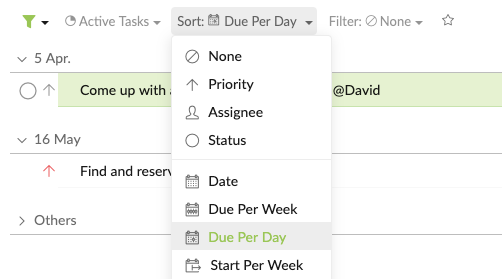 Active Tasks Sort: Due Per Day Filter: None
5 Apr.
None
Priority
Come up with @David
Assignee
Status
16 May
Find and reserv
Date
Due Per Week
Others
Due Per Day
Start Per Week